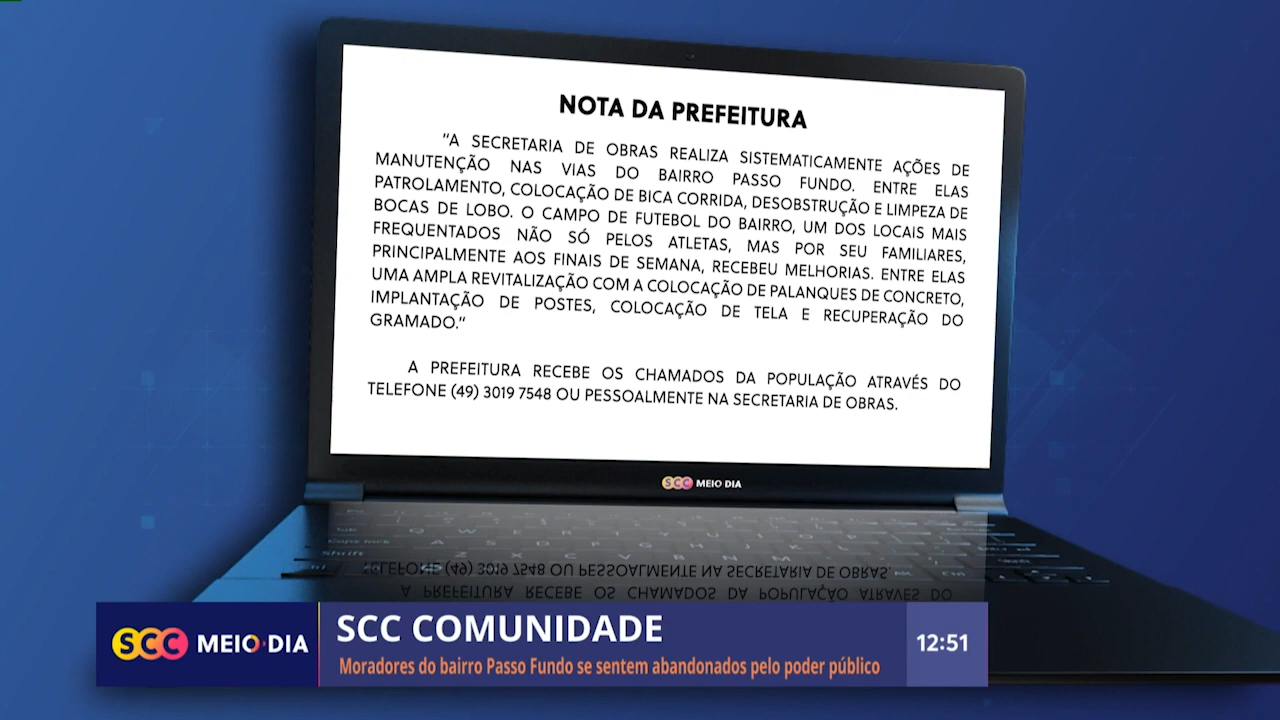 NOTA DA PREFEITURA
"A SECRETARIA DE OBRAS REALIZA SISTEMATICAMENTE AÇÕES DE
MANUTENÇÃO NAS VIAS DO BAIRRO PASSO FUNDO. ENTRE ELAS
PATROLAMENTO, COLOCAÇÃO DE BICA CORRIDA, DESOBSTRUÇÃO E LIMPEZA DE
BOCAS DE LOBO. O CAMPO DE FUTEBOL DO BAIRRO, UM DOS LOCAIS MAIS
FREQUENTADOS NÃO SÓ PELOS ATLETAS, MAS POR SEU FAMILIARES,
PRINCIPALMENTE AOS FINAIS DE SEMANA, RECEBEU MELHORIAS. ENTRE ELAS
UMA AMPLA REVITALIZAÇÃO COM A COLOCAÇÃO DE PALANQUES DE CONCRETO,
IMPLANTAÇÃO DE POSTES, COLOCAÇÃO DE TELA E RECUPERAÇÃO DO
GRAMADO."
A PREFEITURA RECEBE OS CHAMADOS DA POPULAÇÃO ATRAVÉS DO
TELEFONE (49) 3019 7548 OU PESSOALMENTE NA SECRETARIA DE OBRAS.
SCC MEIO DIA
SCC MEIO DIA
SCC COMUNIDADE
Moradores do bairro Passo Fundo se sentem abandonados pelo poder público
12:51